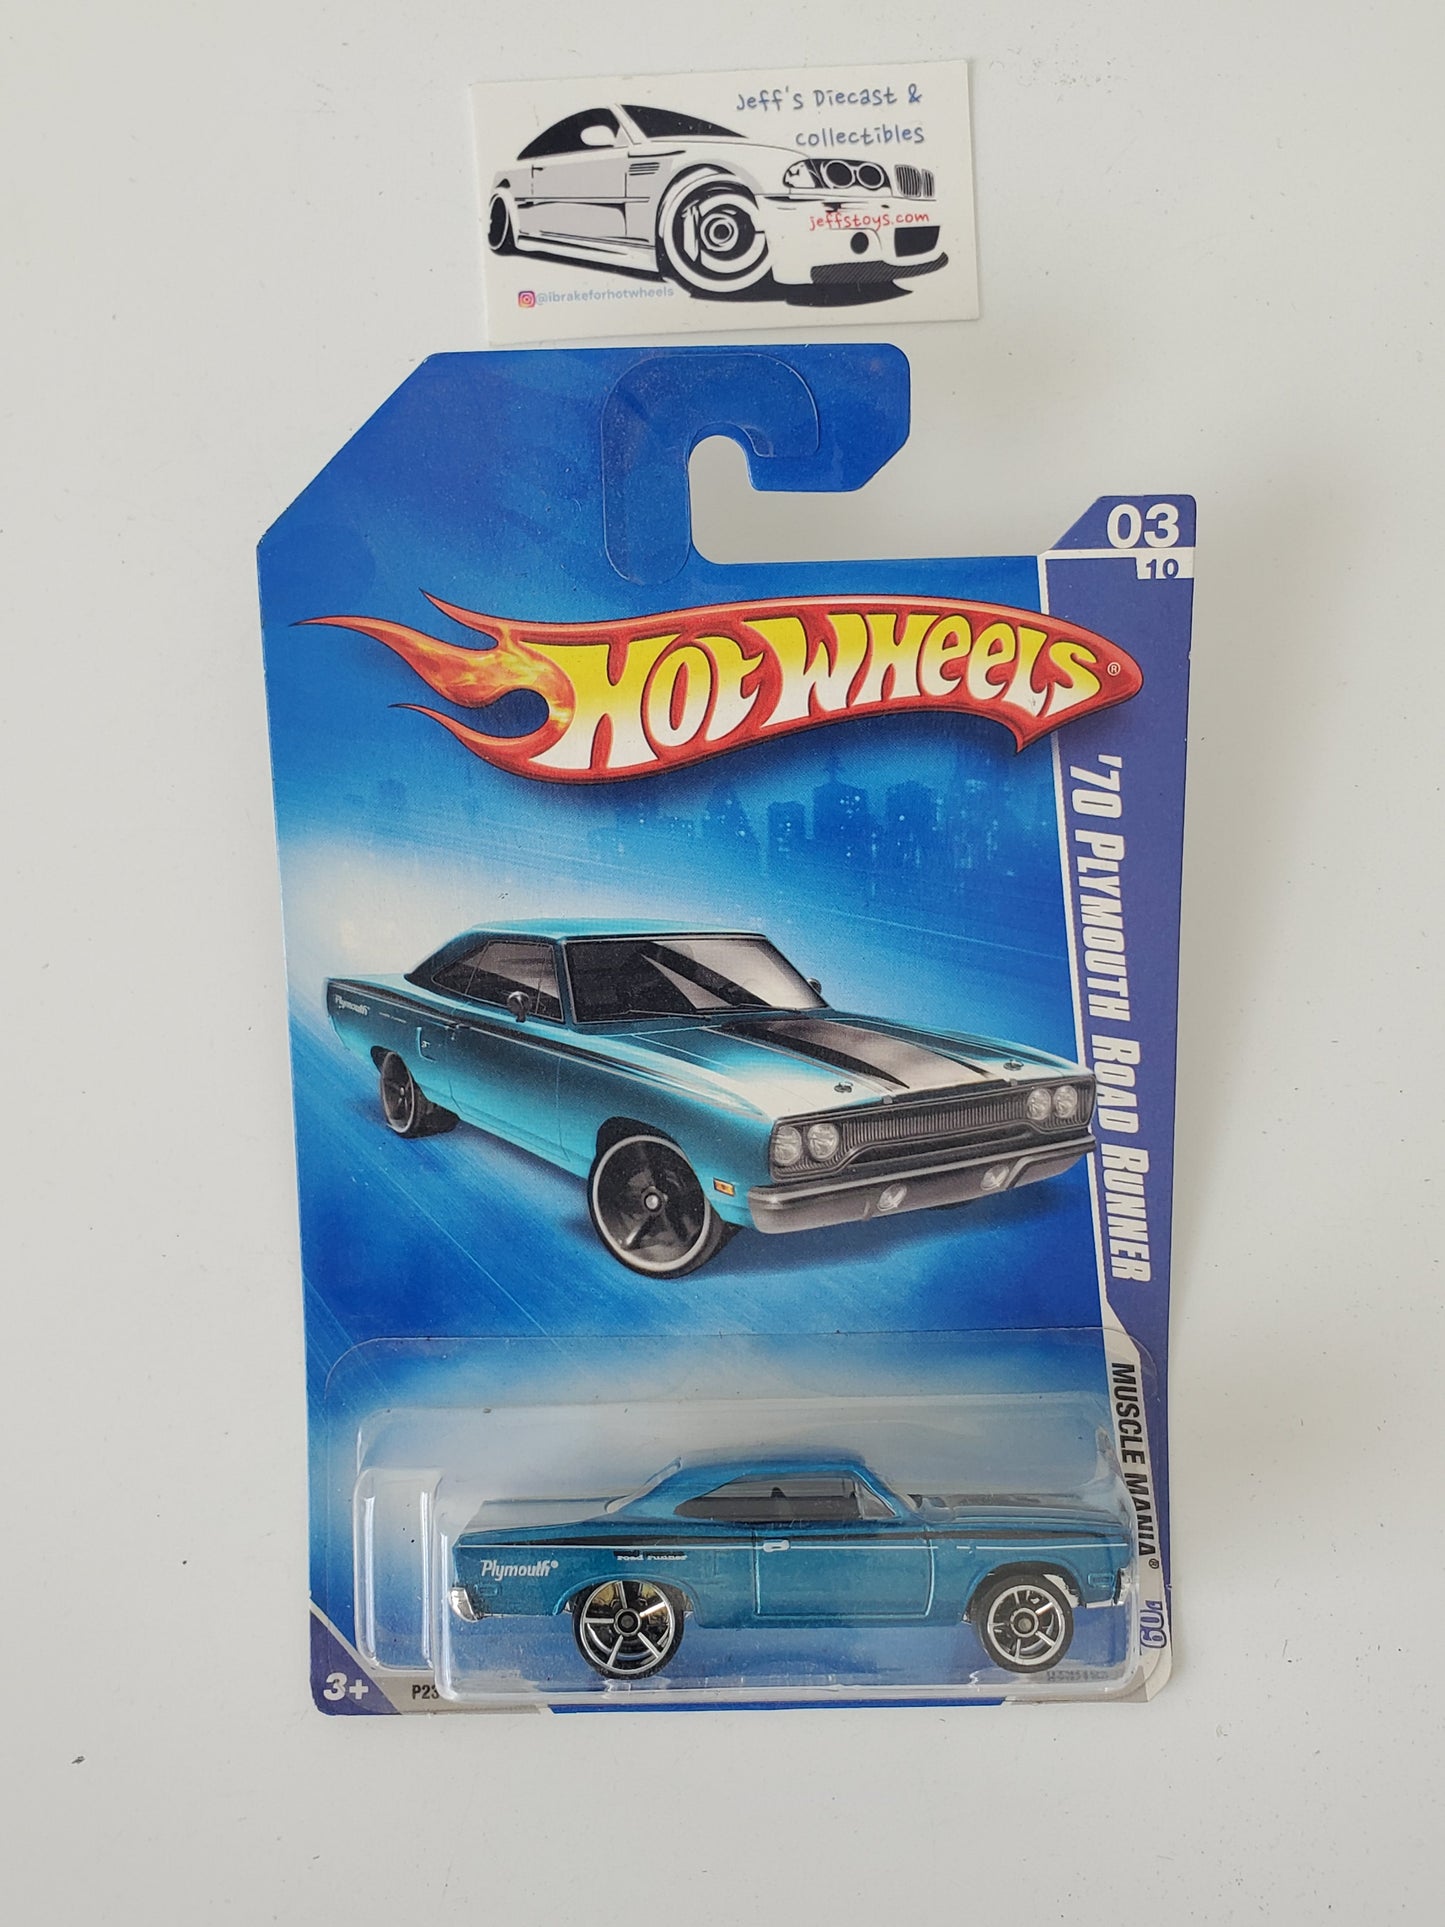 Jeff's Diecast &
collectibles
jeffstoys.com
@ibrakeforhotwheels
03
10
HOT WHEELS®
'70 PLYMOUTH ROAD RUNNER
Plymouth
MUSCLE MANIA®
'09
Plymouth
road runner
3+
P23